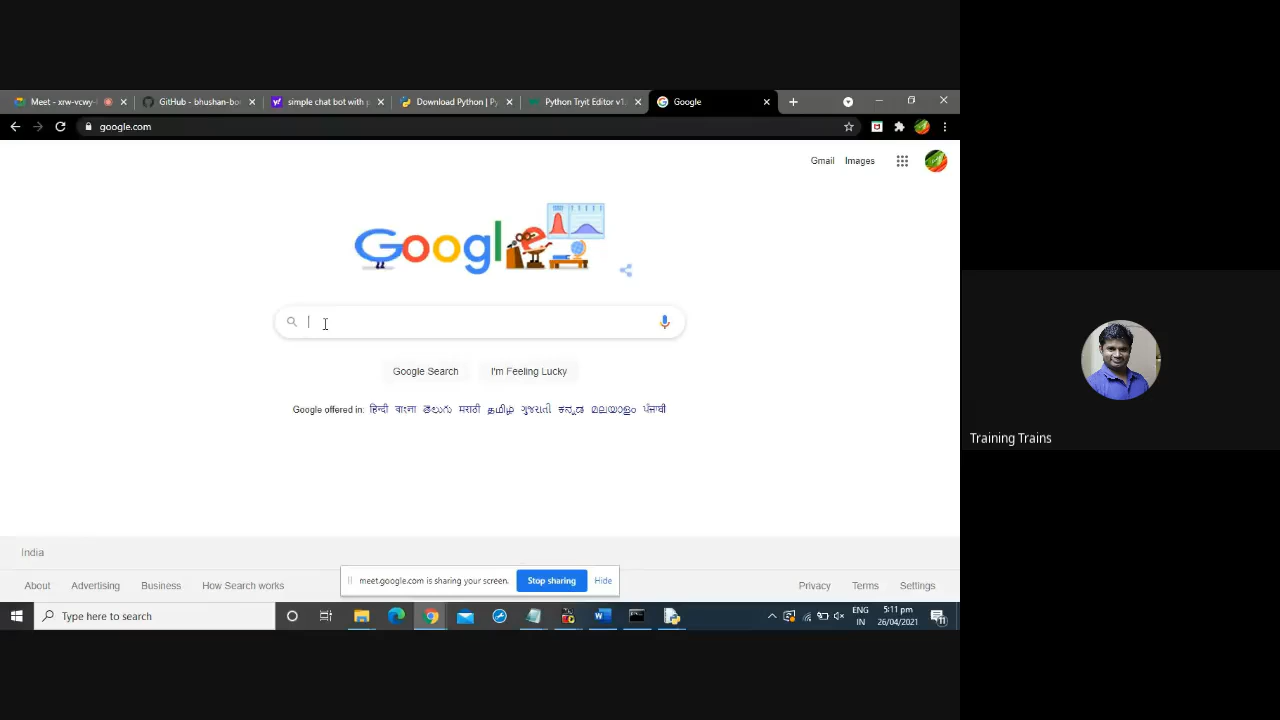 Meet - xrw-vcwy-
GitHub - bhushan-bo
simple chat bot with p
Download Python | Py
Python Tryit Editor v1.
Google
google.com
Gmail
Images
Googl
Google Search
I'm Feeling Lucky
Google offered in: हिन्दी বাংলা తెలుగు मराठी தமிழ் ગુજરાતી ಕನ್ನಡ മലയാളം ਪੰਜਾਬੀ
India
About
Advertising
Business
How Search works
Privacy
Terms
Settings
meet.google.com is sharing your screen.
Stop sharing
Hide
Type here to search
ENG
IN
5:11 pm
26/04/2021
Training Trains